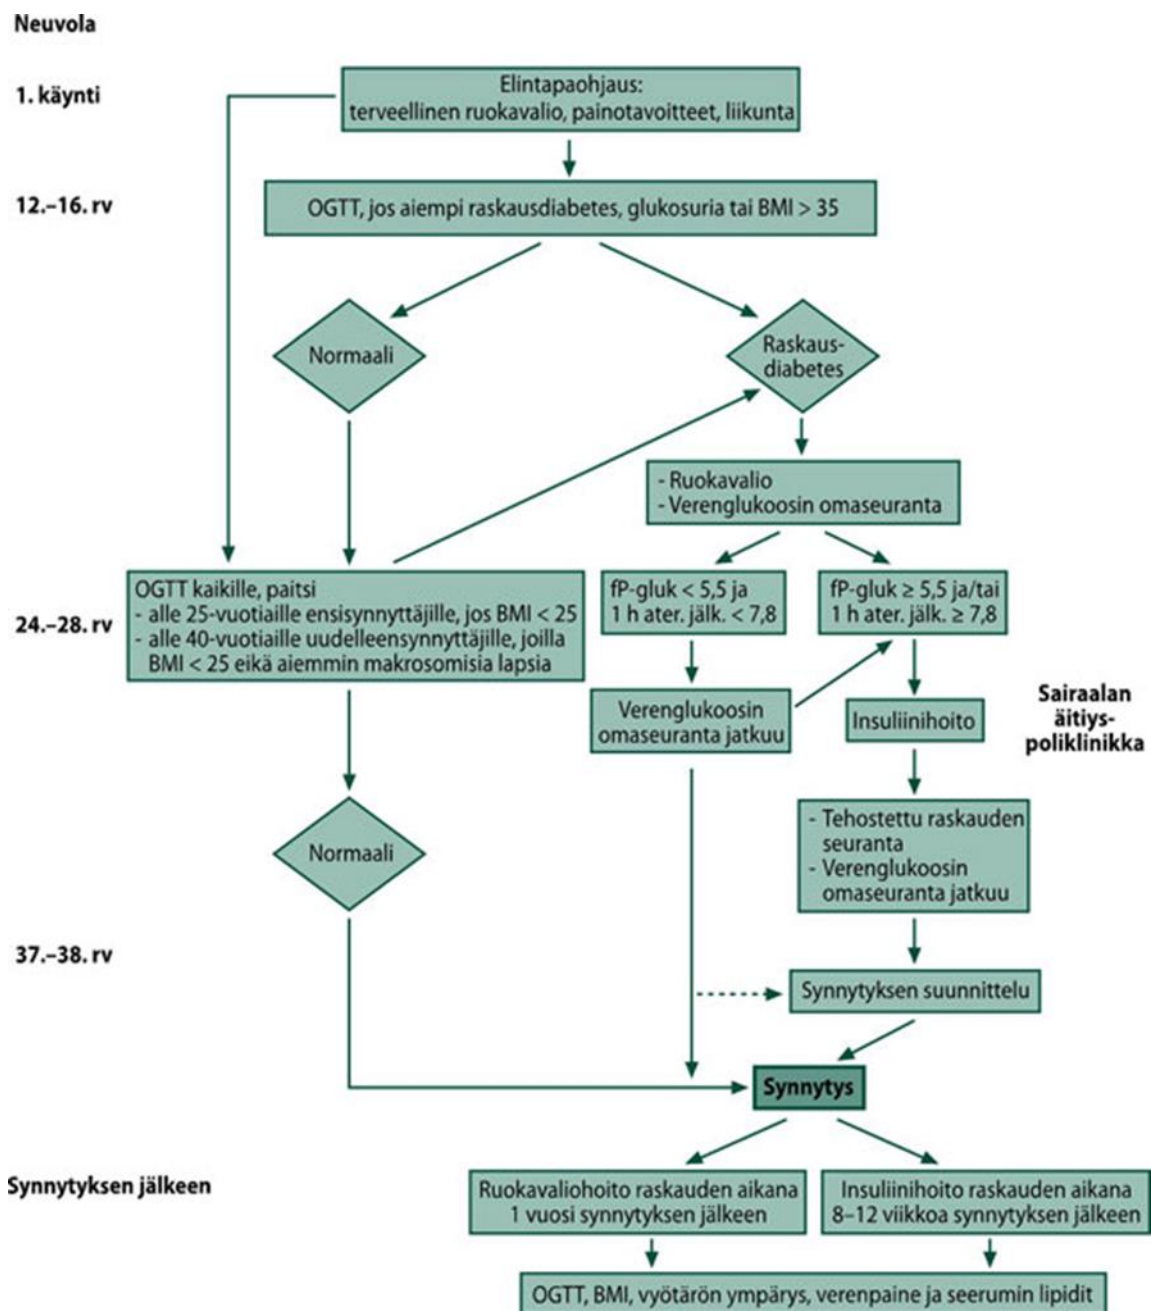 Neuvola
1. käynti
Elintapaohjaus:
terveellinen ruokavalio, painotavoitteet, liikunta
12.–16. rv
OGTT, jos aiempi raskausdiabetes, glukosuria tai BMI > 35
Normaali
Raskaus-
diabetes
- Ruokavalio
- Verenglukoosin omaseuranta
24.–28. rv
OGTT kaikille, paitsi
- alle 25-vuotiaille ensisynnyttäjille, jos BMI < 25
- alle 40-vuotiaille uudelleensynnyttäjille, joilla
BMI < 25 eikä aiemmin makrosomisia lapsia
fP-gluk < 5,5 ja
1 h ater. jälk. < 7,8
fP-gluk ≥ 5,5 ja/tai
1 h ater. jälk. ≥ 7,8
Verenglukoosin
omaseuranta jatkuu
Insuliinihoito
Sairaalan
äitiys-
poliklinikka
- Tehostettu raskauden
seuranta
- Verenglukoosin
omaseuranta jatkuu
Normaali
37.–38. rv
Synnytyksen suunnittelu
Synnytys
Synnytyksen jälkeen
Ruokavaliohoito raskauden aikana
1 vuosi synnytyksen jälkeen
Insuliinihoito raskauden aikana
8–12 viikkoa synnytyksen jälkeen
OGTT, BMI, vyötärön ympärys, verenpaine ja seerumin lipidit